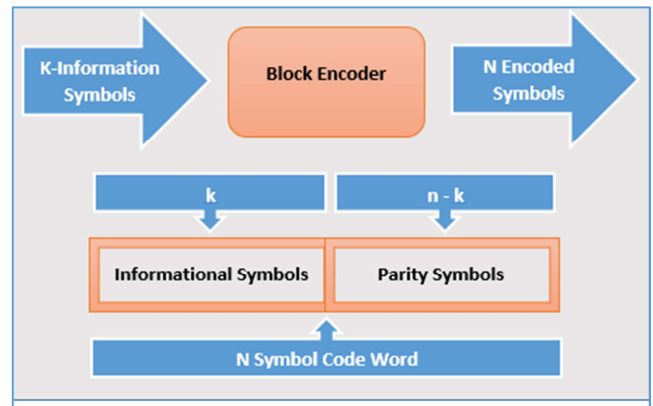 K-Information
Symbols
Block Encoder
N Encoded
Symbols
k
n - k
Informational Symbols
Parity Symbols
N Symbol Code Word